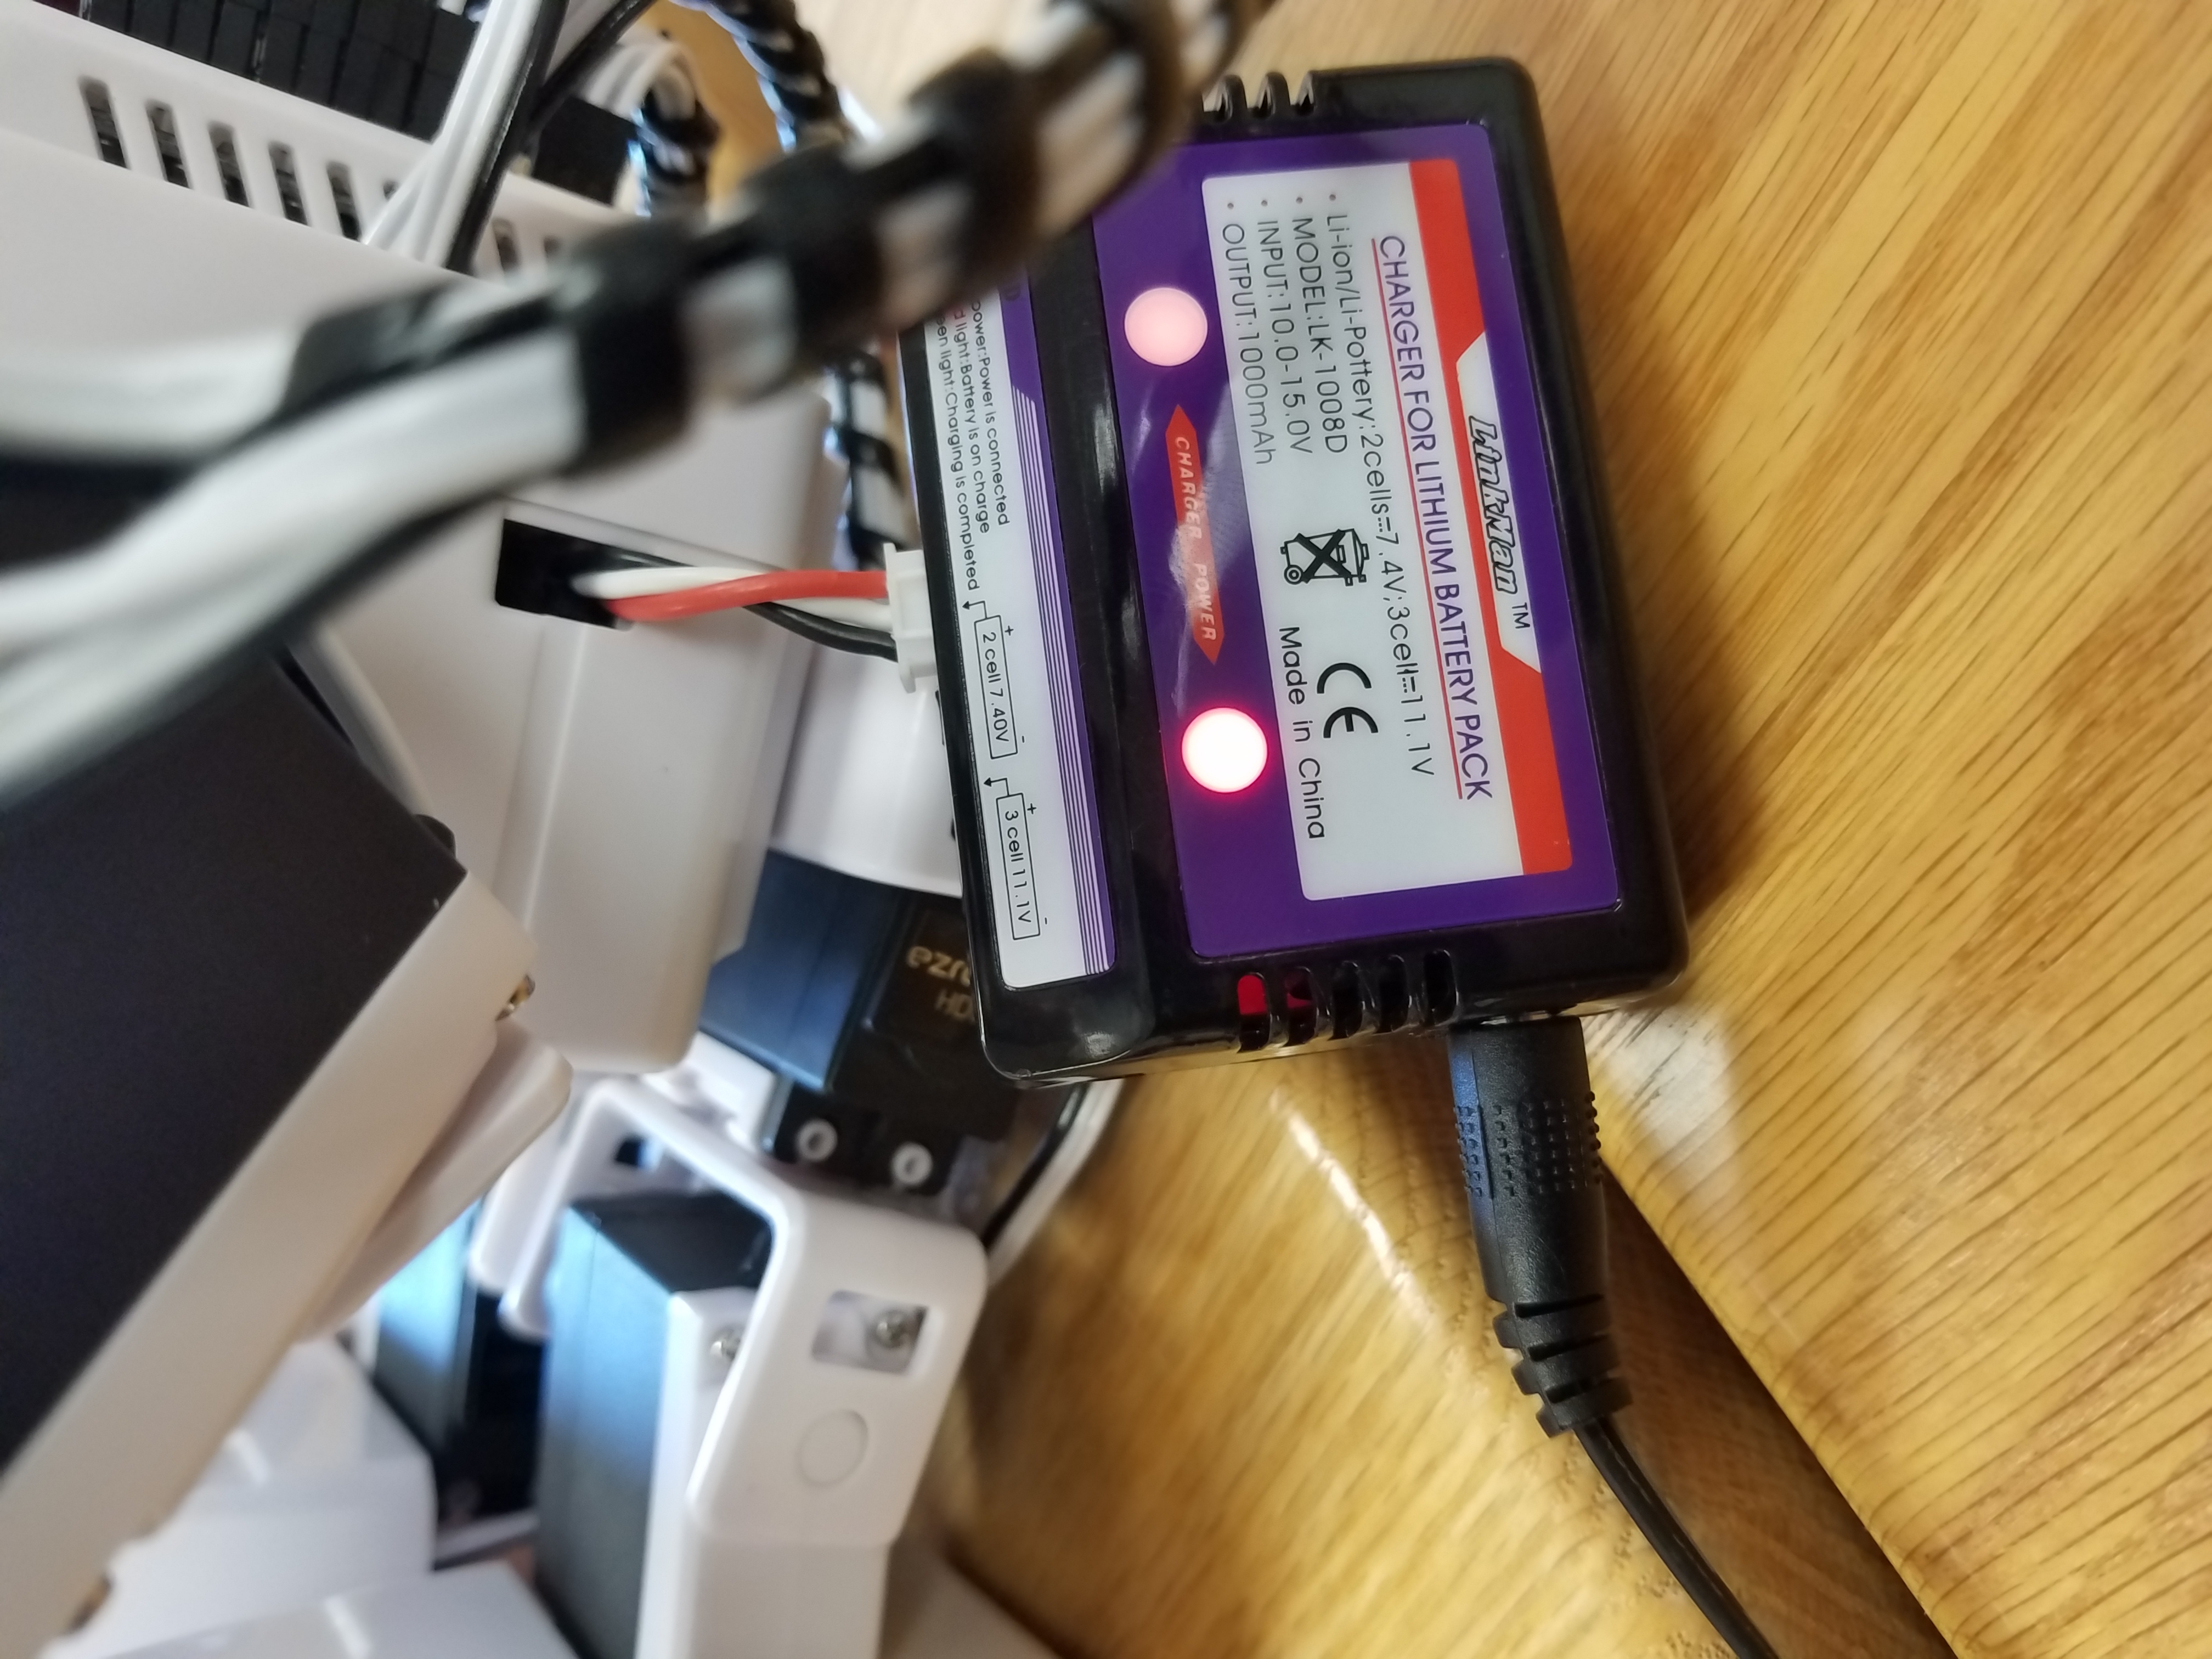 LinkMan ™
CHARGER FOR LITHIUM BATTERY PACK
• Li-ion/Li-Pottery:2cells=7.4V;3cell=11.1V
• MODEL:LK-1008D
• INPUT:10.0-15.0V
• OUTPUT:1000mAh
CE
Made in China
CHARGER POWER
power:Power is connected
light:Battery is on charge
light:Charging is completed
+ -
2 cell 7.40V
+ -
3 cell 11.1V